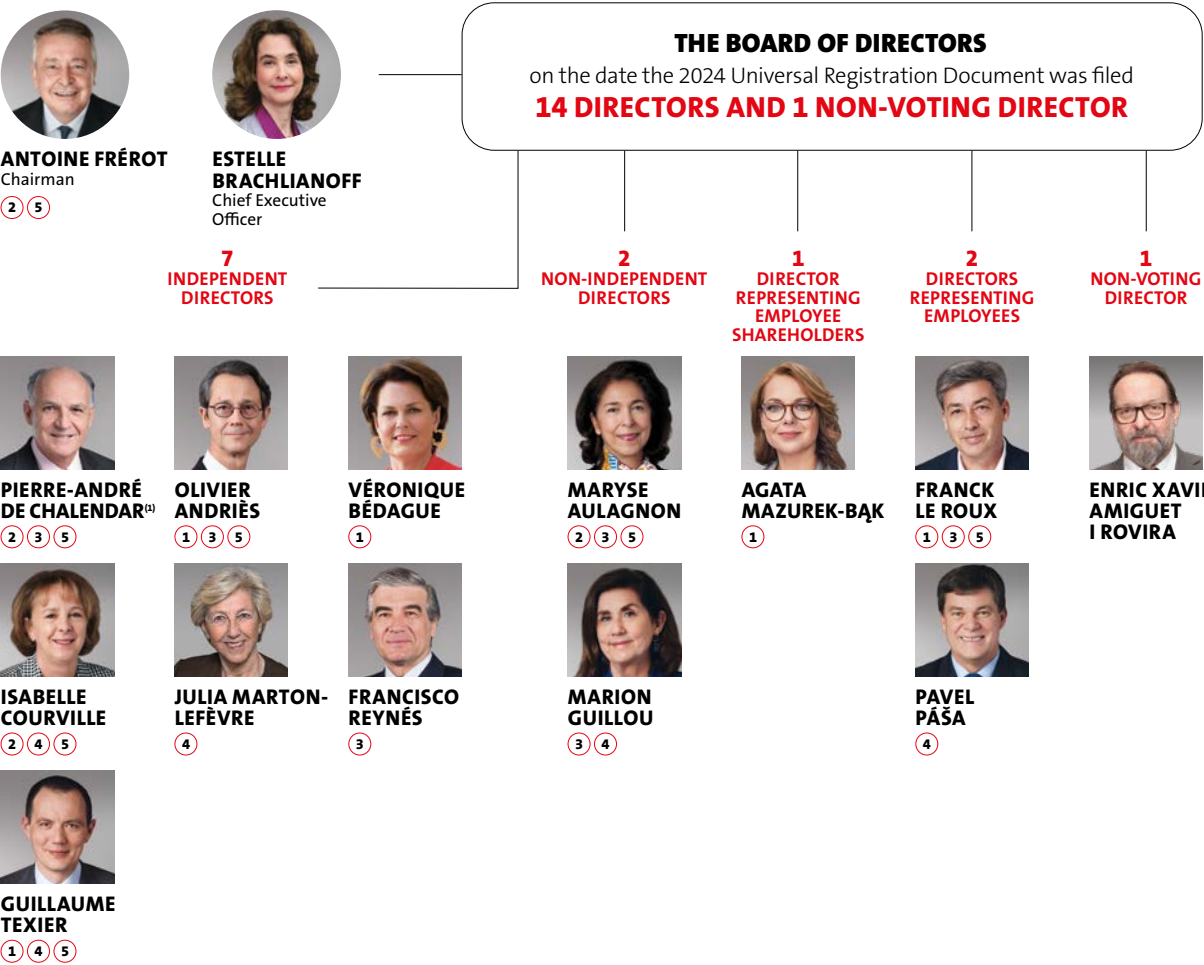 THE BOARD OF DIRECTORS
on the date the 2024 Universal Registration Document was filed
14 DIRECTORS AND 1 NON-VOTING DIRECTOR
ANTOINE FRÉROT
Chairman
2 5
ESTELLE
BRACHLIANOFF
Chief Executive
Officer
7
INDEPENDENT
DIRECTORS
2
NON-INDEPENDENT
DIRECTORS
1
DIRECTOR
REPRESENTING
EMPLOYEE
SHAREHOLDERS
2
DIRECTORS
REPRESENTING
EMPLOYEES
1
NON-VOTING
DIRECTOR
PIERRE-ANDRÉ
DE CHALENDAR(1)
2 3 5
OLIVIER
ANDRIÈS
1 3 5
VÉRONIQUE
BÉDAGUE
1
MARYSE
AULAGNON
2 3 5
AGATA
MAZUREK-BĄK
1
FRANCK
LE ROUX
1 3 5
ENRIC
AMIGUET
I ROVIRA
ISABELLE
COURVILLE
2 4 5
JULIA MARTON-
LEFÈVRE
4
FRANCISCO
REYNÉS
3
MARION
GUILLOU
3 4
PAVEL
PÁŠA
4
GUILLAUME
TEXIER
1 4 5